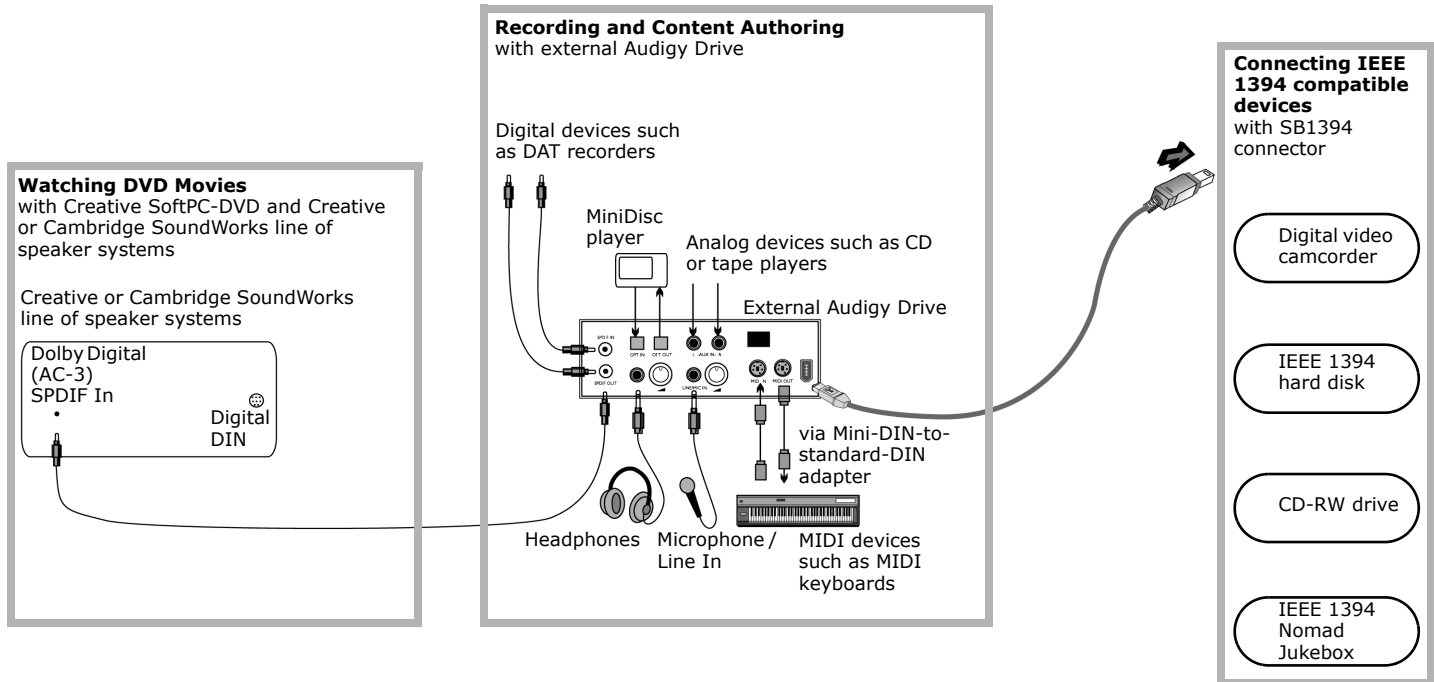 Watching DVD Movies
with Creative SoftPC-DVD and Creative
or Cambridge SoundWorks line of
speaker systems
Creative or Cambridge SoundWorks
line of speaker systems
Dolby Digital
(AC-3)
SPDIF In
Digital
DIN
Recording and Content Authoring
with external Audigy Drive
Digital devices such
as DAT recorders
MiniDisc
player
Analog devices such as CD
or tape players
External Audigy Drive
SPDIF IN
OPT IN
OPT OUT
L -AUX IN- R
SPDIF OUT
LINE/MIC IN
MIDI IN
MIDI OUT
via Mini-DIN-to-
standard-DIN
adapter
Headphones
Microphone /
Line In
MIDI devices
such as MIDI
keyboards
Connecting IEEE
1394 compatible
devices
with SB1394
connector
Digital video
camcorder
IEEE 1394
hard disk
CD-RW drive
IEEE 1394
Nomad
Jukebox